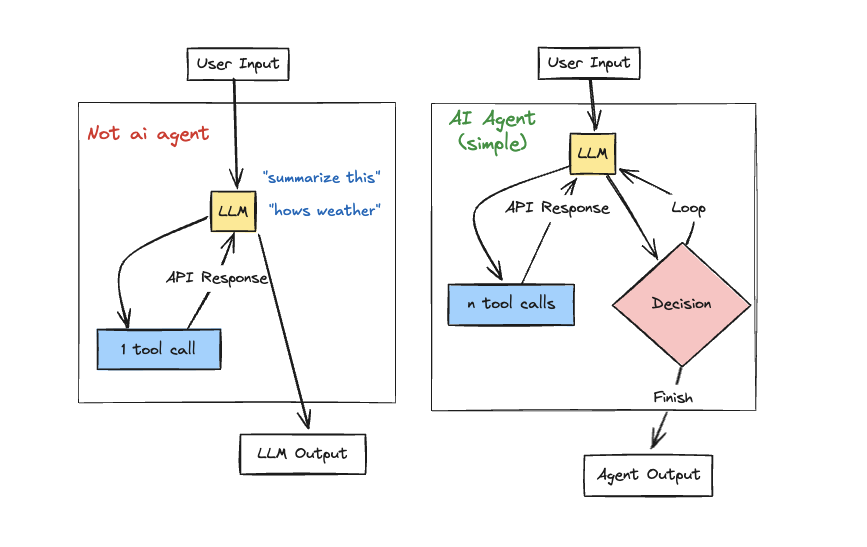 User Input
Not ai agent
"summarize this"
"hows weather"
LLM
API Response
1 tool call
LLM Output
User Input
AI Agent
(simple)
LLM
API Response
Loop
n tool calls
Decision
Finish
Agent Output